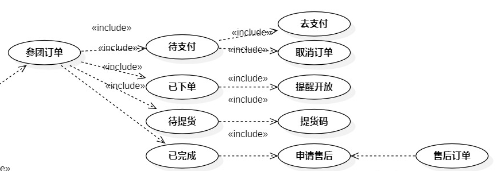 去支付
«include»
«include»
待支付
参团订单
«include»
«include»
取消订单
«include»
«include»
已下单
提醒开放
«include»
«include»
待提货
提货码
«include»
已完成
申请售后
售后订单
e»